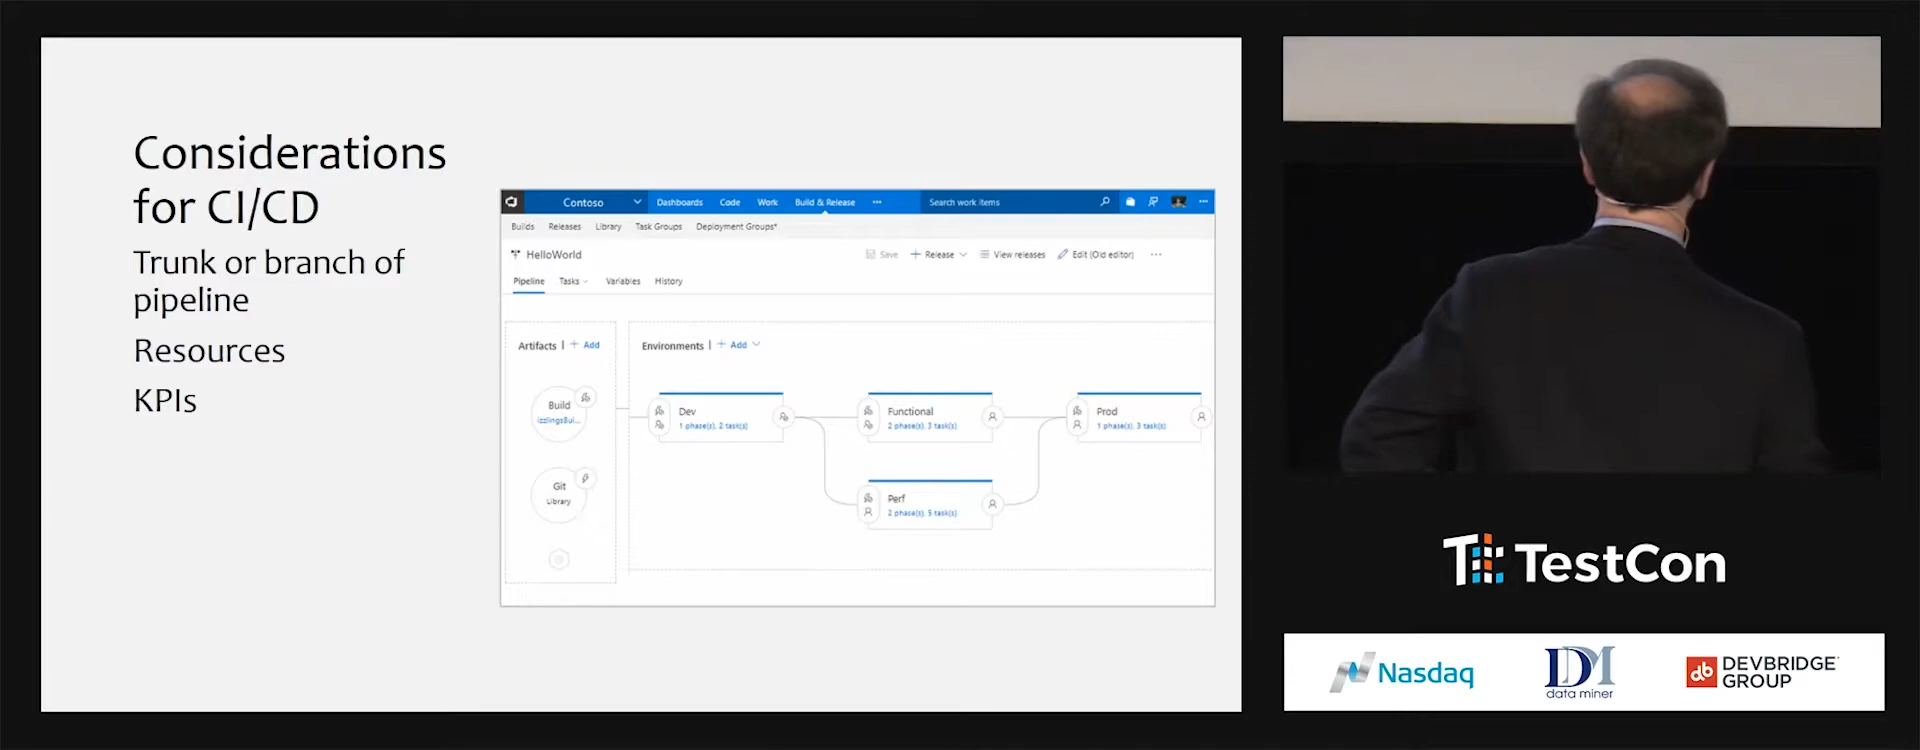 Considerations
for CI/CD
Trunk or branch of
pipeline
Resources
KPIs
Contoso
Dashboards Code Work Build & Release
Search work items
Builds Releases Library Task Groups Deployment Groups*
HelloWorld
Save + Release View releases Edit (Old editor)
Pipeline Tasks Variables History
Artifacts | + Add
Environments | + Add
Build
Git
Library
Dev
1 phase(s), 2 task(s)
Functional
2 phase(s), 3 task(s)
Perf
2 phase(s), 5 task(s)
Prod
1 phase(s), 3 task(s)
TestCon
Nasdaq
DM
data miner
db
DEVBRIDGE
GROUP